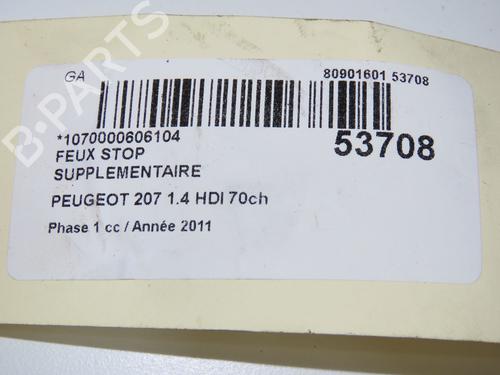 GA
80901601 53708
*1070000606104
53708
FEUX STOP
SUPPLEMENTAIRE
PEUGEOT 207 1.4 HDI 70ch
Phase 1 cc / Année 2011
B-PARTS